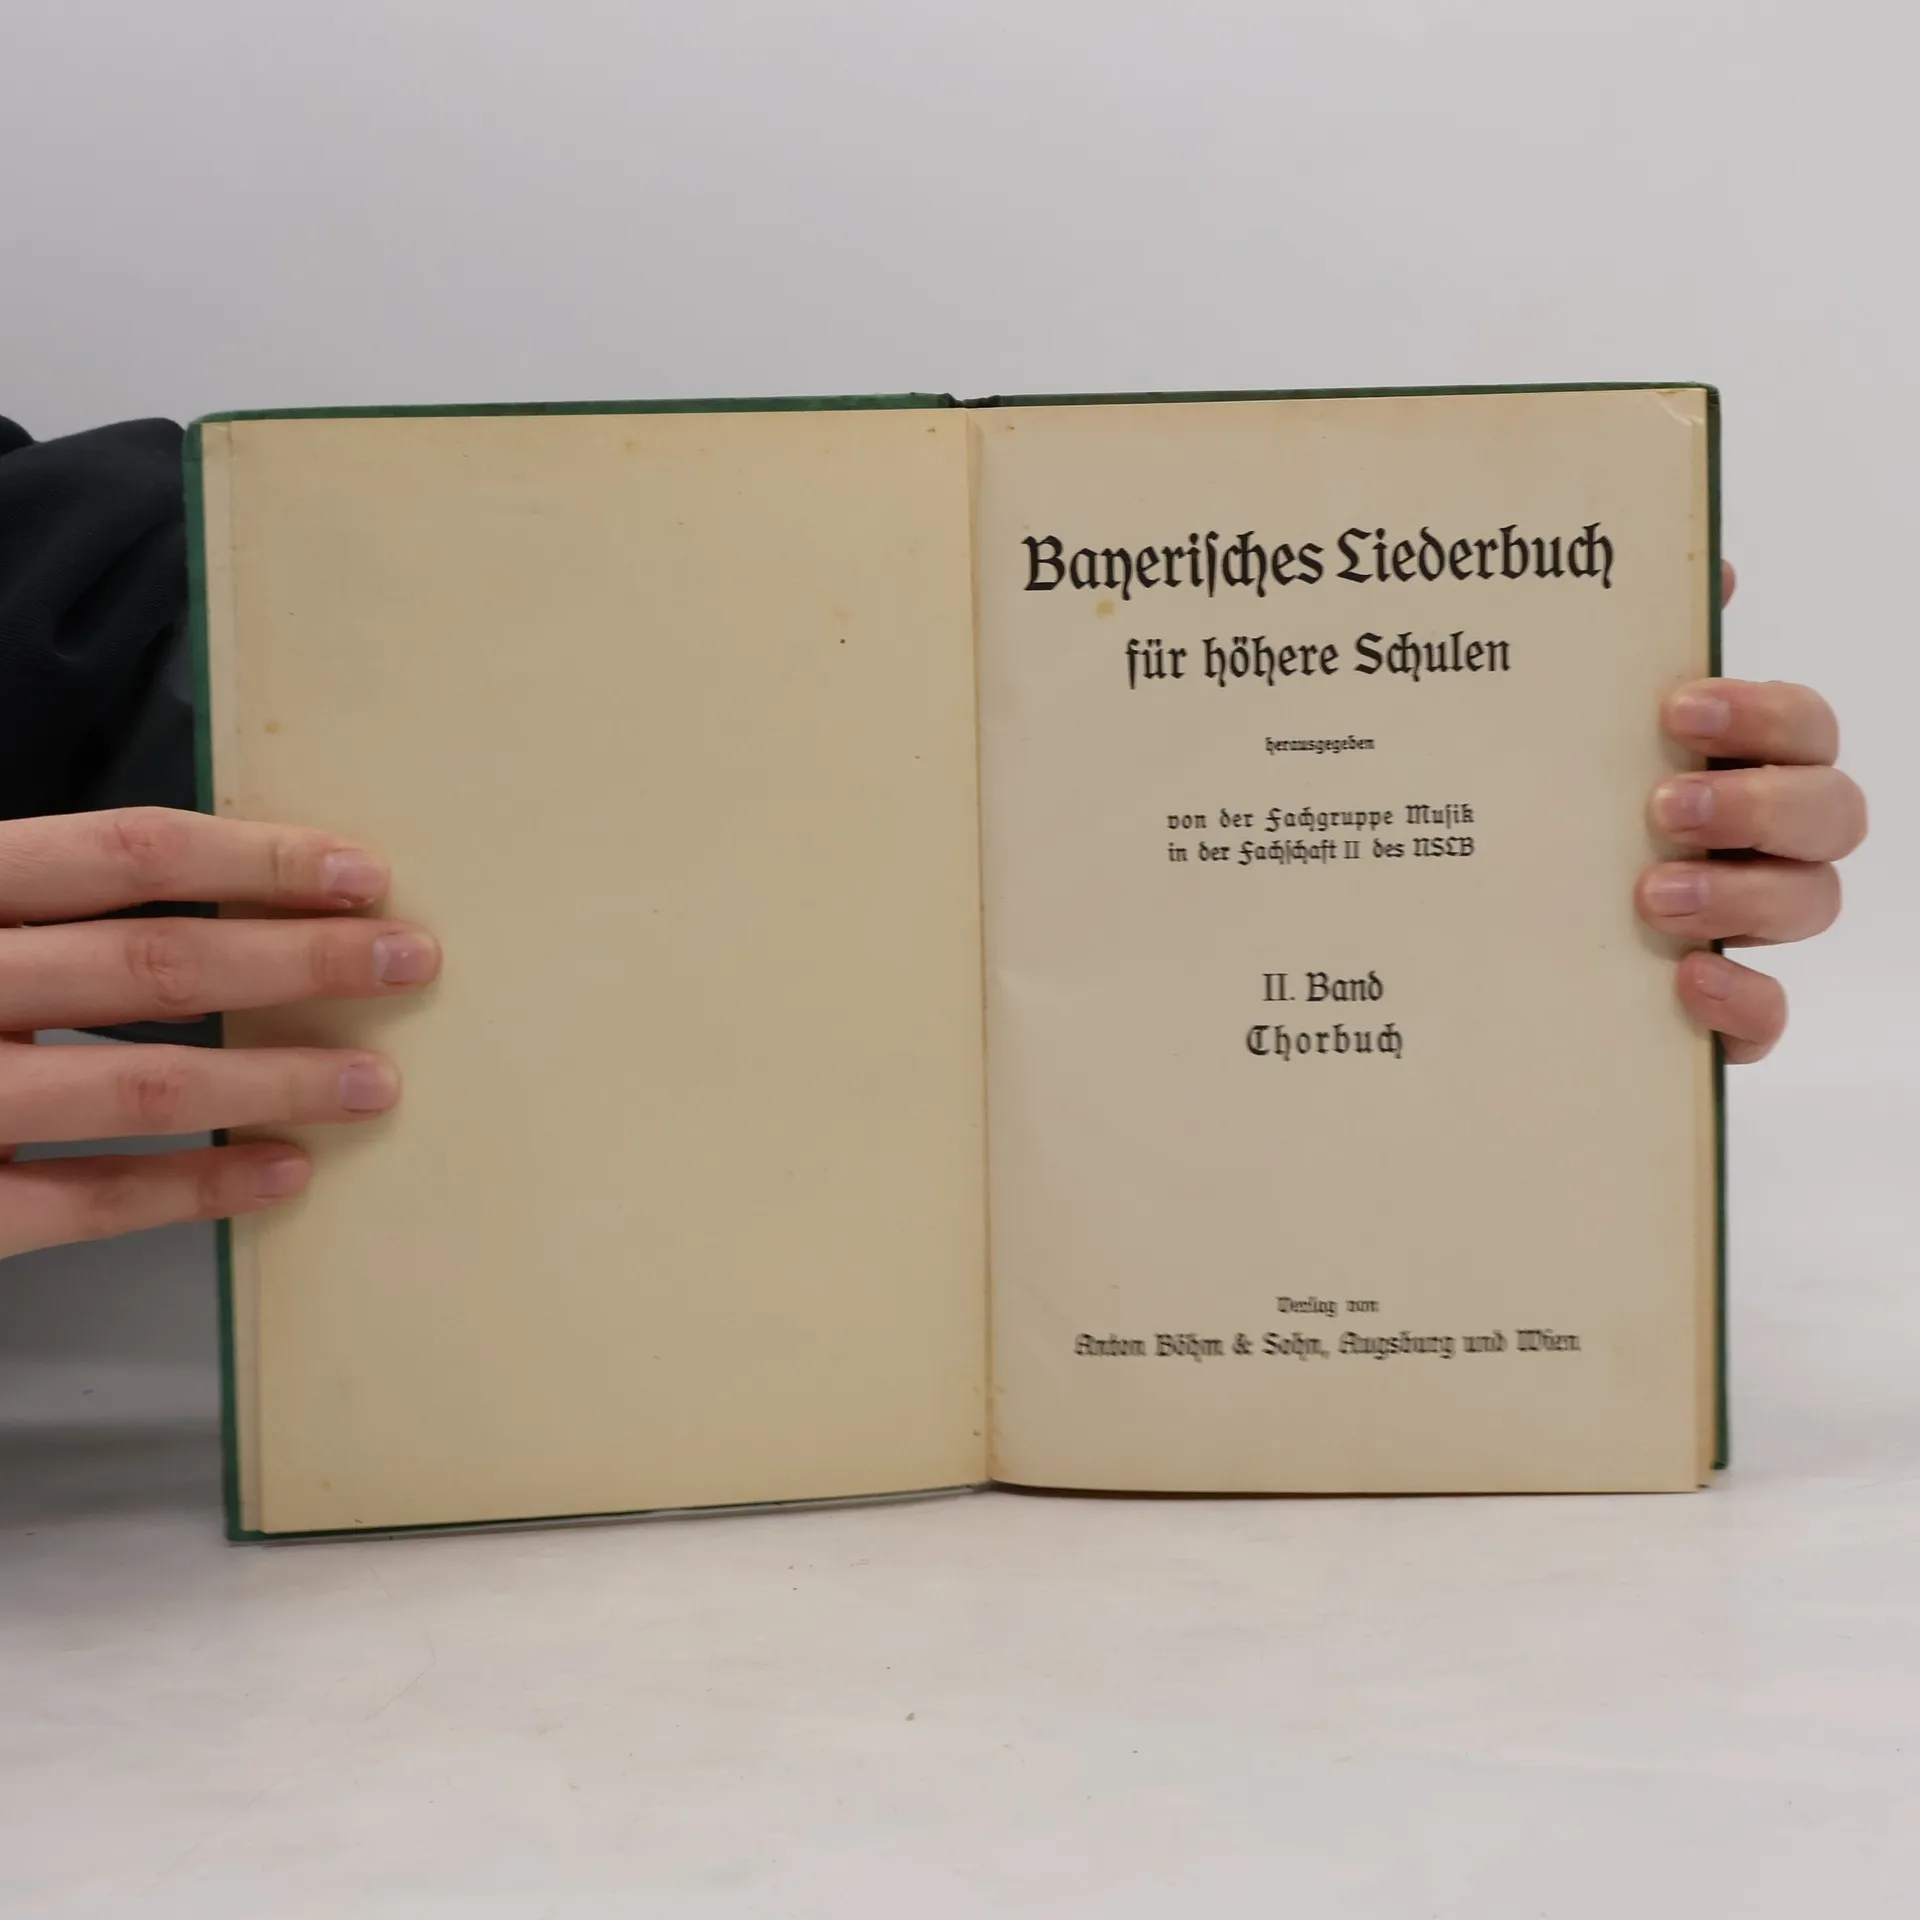 Bayeriſches Liederbuch
für höhere Schulen
herausgegeben
von der Fachgruppe Muſik
in der Fachſchaft II des NSLB
II. Band
Chorbuch
Verlag von
Anton Böhm & Sohn, Augsburg und Wien